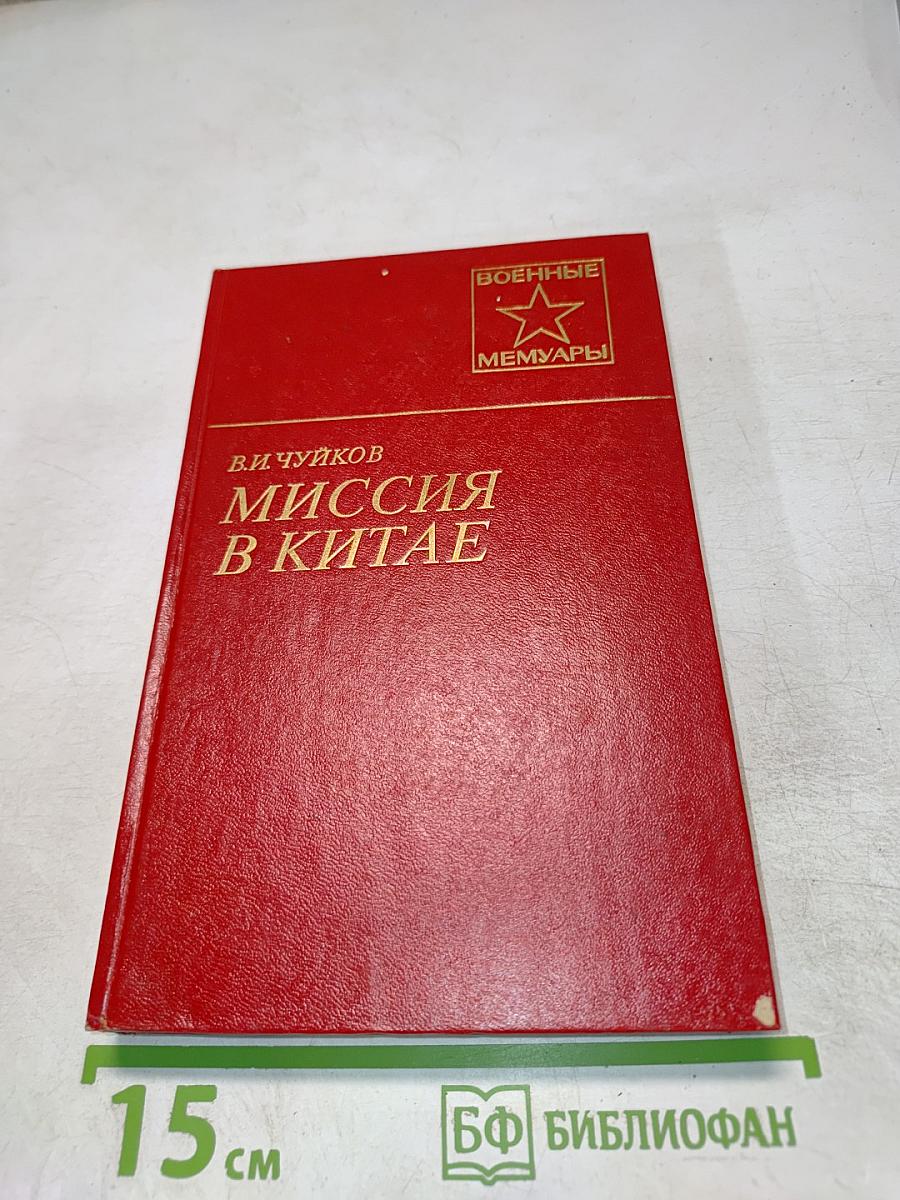 ВОЕННЫЕ
МЕМУАРЫ
В.И. ЧУЙКОВ
МИССИЯ
В КИТАЕ
15 см
БФ БИБЛИОФАН